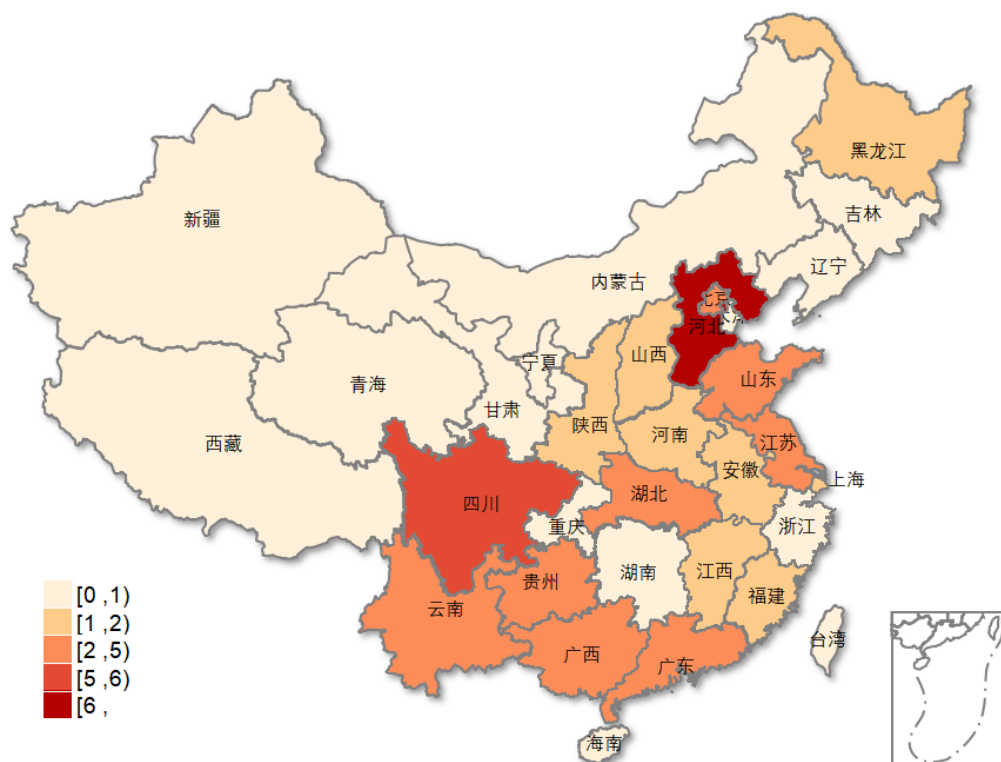 黑龙江
吉林
新疆
辽宁
内蒙古
北京
河北
山西
宁夏
山东
青海
甘肃
陕西
河南
江苏
西藏
安徽
上海
四川
湖北
重庆
浙江
湖南
江西
贵州
福建
云南
台湾
广西
广东
海南
[0 ,1)
[1 ,2)
[2 ,5)
[5 ,6)
[6 ,